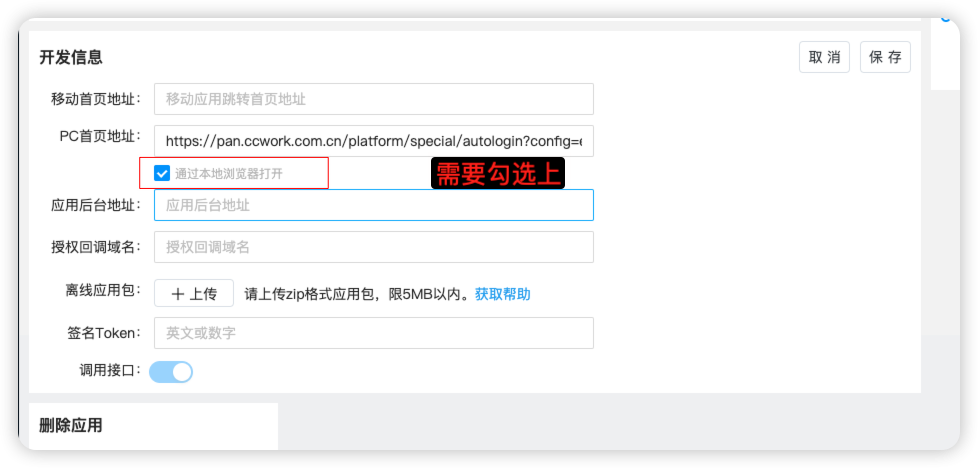 开发信息
取 消
保 存
移动首页地址：
移动应用跳转首页地址
PC首页地址：
https://pan.ccwork.com.cn/platform/special/autologin?config=e
通过本地浏览器打开
需要勾选上
应用后台地址：
应用后台地址
授权回调域名：
授权回调域名
离线应用包：
＋ 上传
请上传zip格式应用包，限5MB以内。获取帮助
签名Token：
英文或数字
调用接口：
删除应用